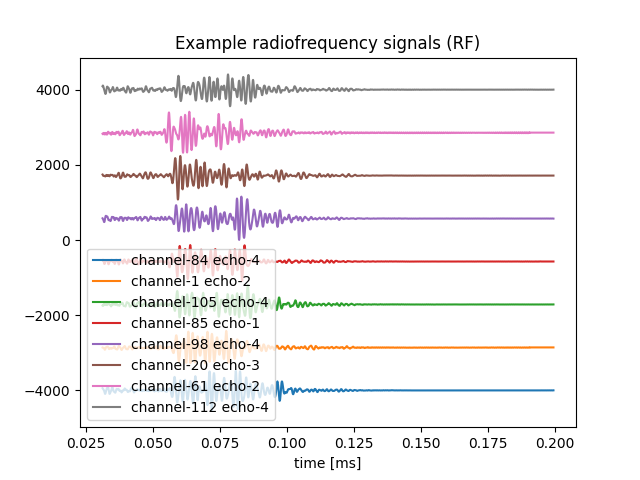 Example radiofrequency signals (RF)
4000
2000
0
−2000
−4000
channel-84 echo-4
channel-1 echo-2
channel-105 echo-4
channel-85 echo-1
channel-98 echo-4
channel-20 echo-3
channel-61 echo-2
channel-112 echo-4
0.025 0.050 0.075 0.100 0.125 0.150 0.175 0.200
time [ms]